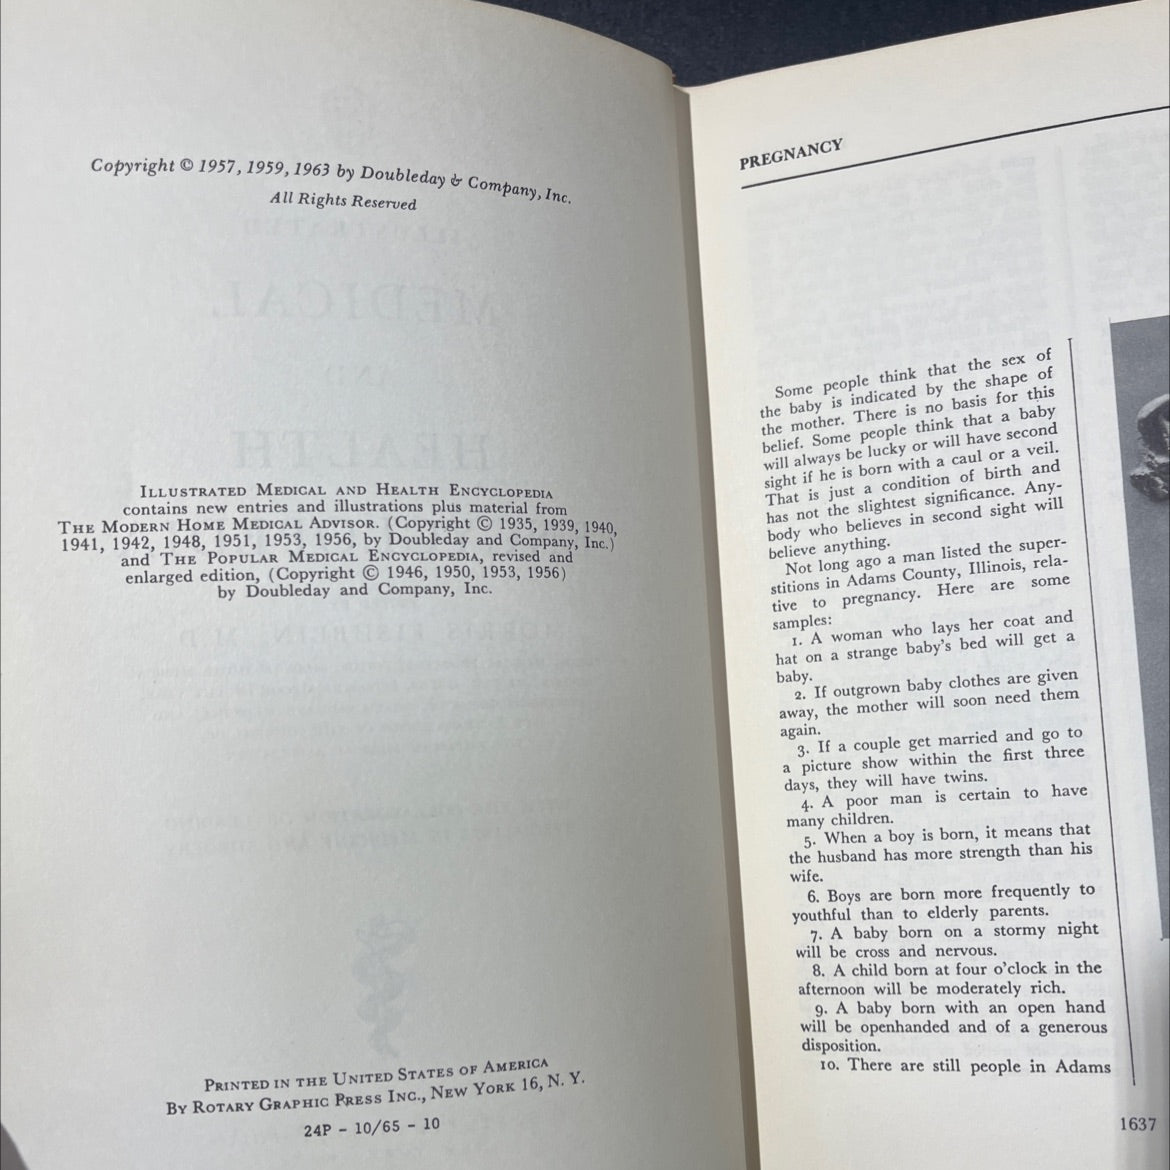 Copyright © 1957, 1959, 1963 by Doubleday & Company, Inc.
All Rights Reserved
ILLUSTRATED MEDICAL AND HEALTH ENCYCLOPEDIA
contains new entries and illustrations plus material from
THE MODERN HOME MEDICAL ADVISOR. (Copyright © 1935, 1939, 1940,
1941, 1942, 1948, 1951, 1953, 1956, by Doubleday and Company, Inc.)
and THE POPULAR MEDICAL ENCYCLOPEDIA, revised and
enlarged edition, (Copyright © 1946, 1950, 1953, 1956)
by Doubleday and Company, Inc.
PRINTED IN THE UNITED STATES OF AMERICA
BY ROTARY GRAPHIC PRESS INC., NEW YORK 16, N. Y.
24P – 10/65 – 10
PREGNANCY
Some people think that the sex of
the baby is indicated by the shape of
the mother. There is no basis for this
belief. Some people think that a baby
will always be lucky or will have second
sight if he is born with a caul or a veil.
That is just a condition of birth and
has not the slightest significance. Any-
body who believes in second sight will
believe anything.
Not long ago a man listed the super-
stitions in Adams County, Illinois, rela-
tive to pregnancy. Here are some
samples:
1. A woman who lays her coat and
hat on a strange baby's bed will get a
baby.
2. If outgrown baby clothes are given
away, the mother will soon need them
again.
3. If a couple get married and go to
a picture show within the first three
days, they will have twins.
4. A poor man is certain to have
many children.
5. When a boy is born, it means that
the husband has more strength than his
wife.
6. Boys are born more frequently to
youthful than to elderly parents.
7. A baby born on a stormy night
will be cross and nervous.
8. A child born at four o'clock in the
afternoon will be moderately rich.
9. A baby born with an open hand
will be openhanded and of a generous
disposition.
10. There are still people in Adams
1637